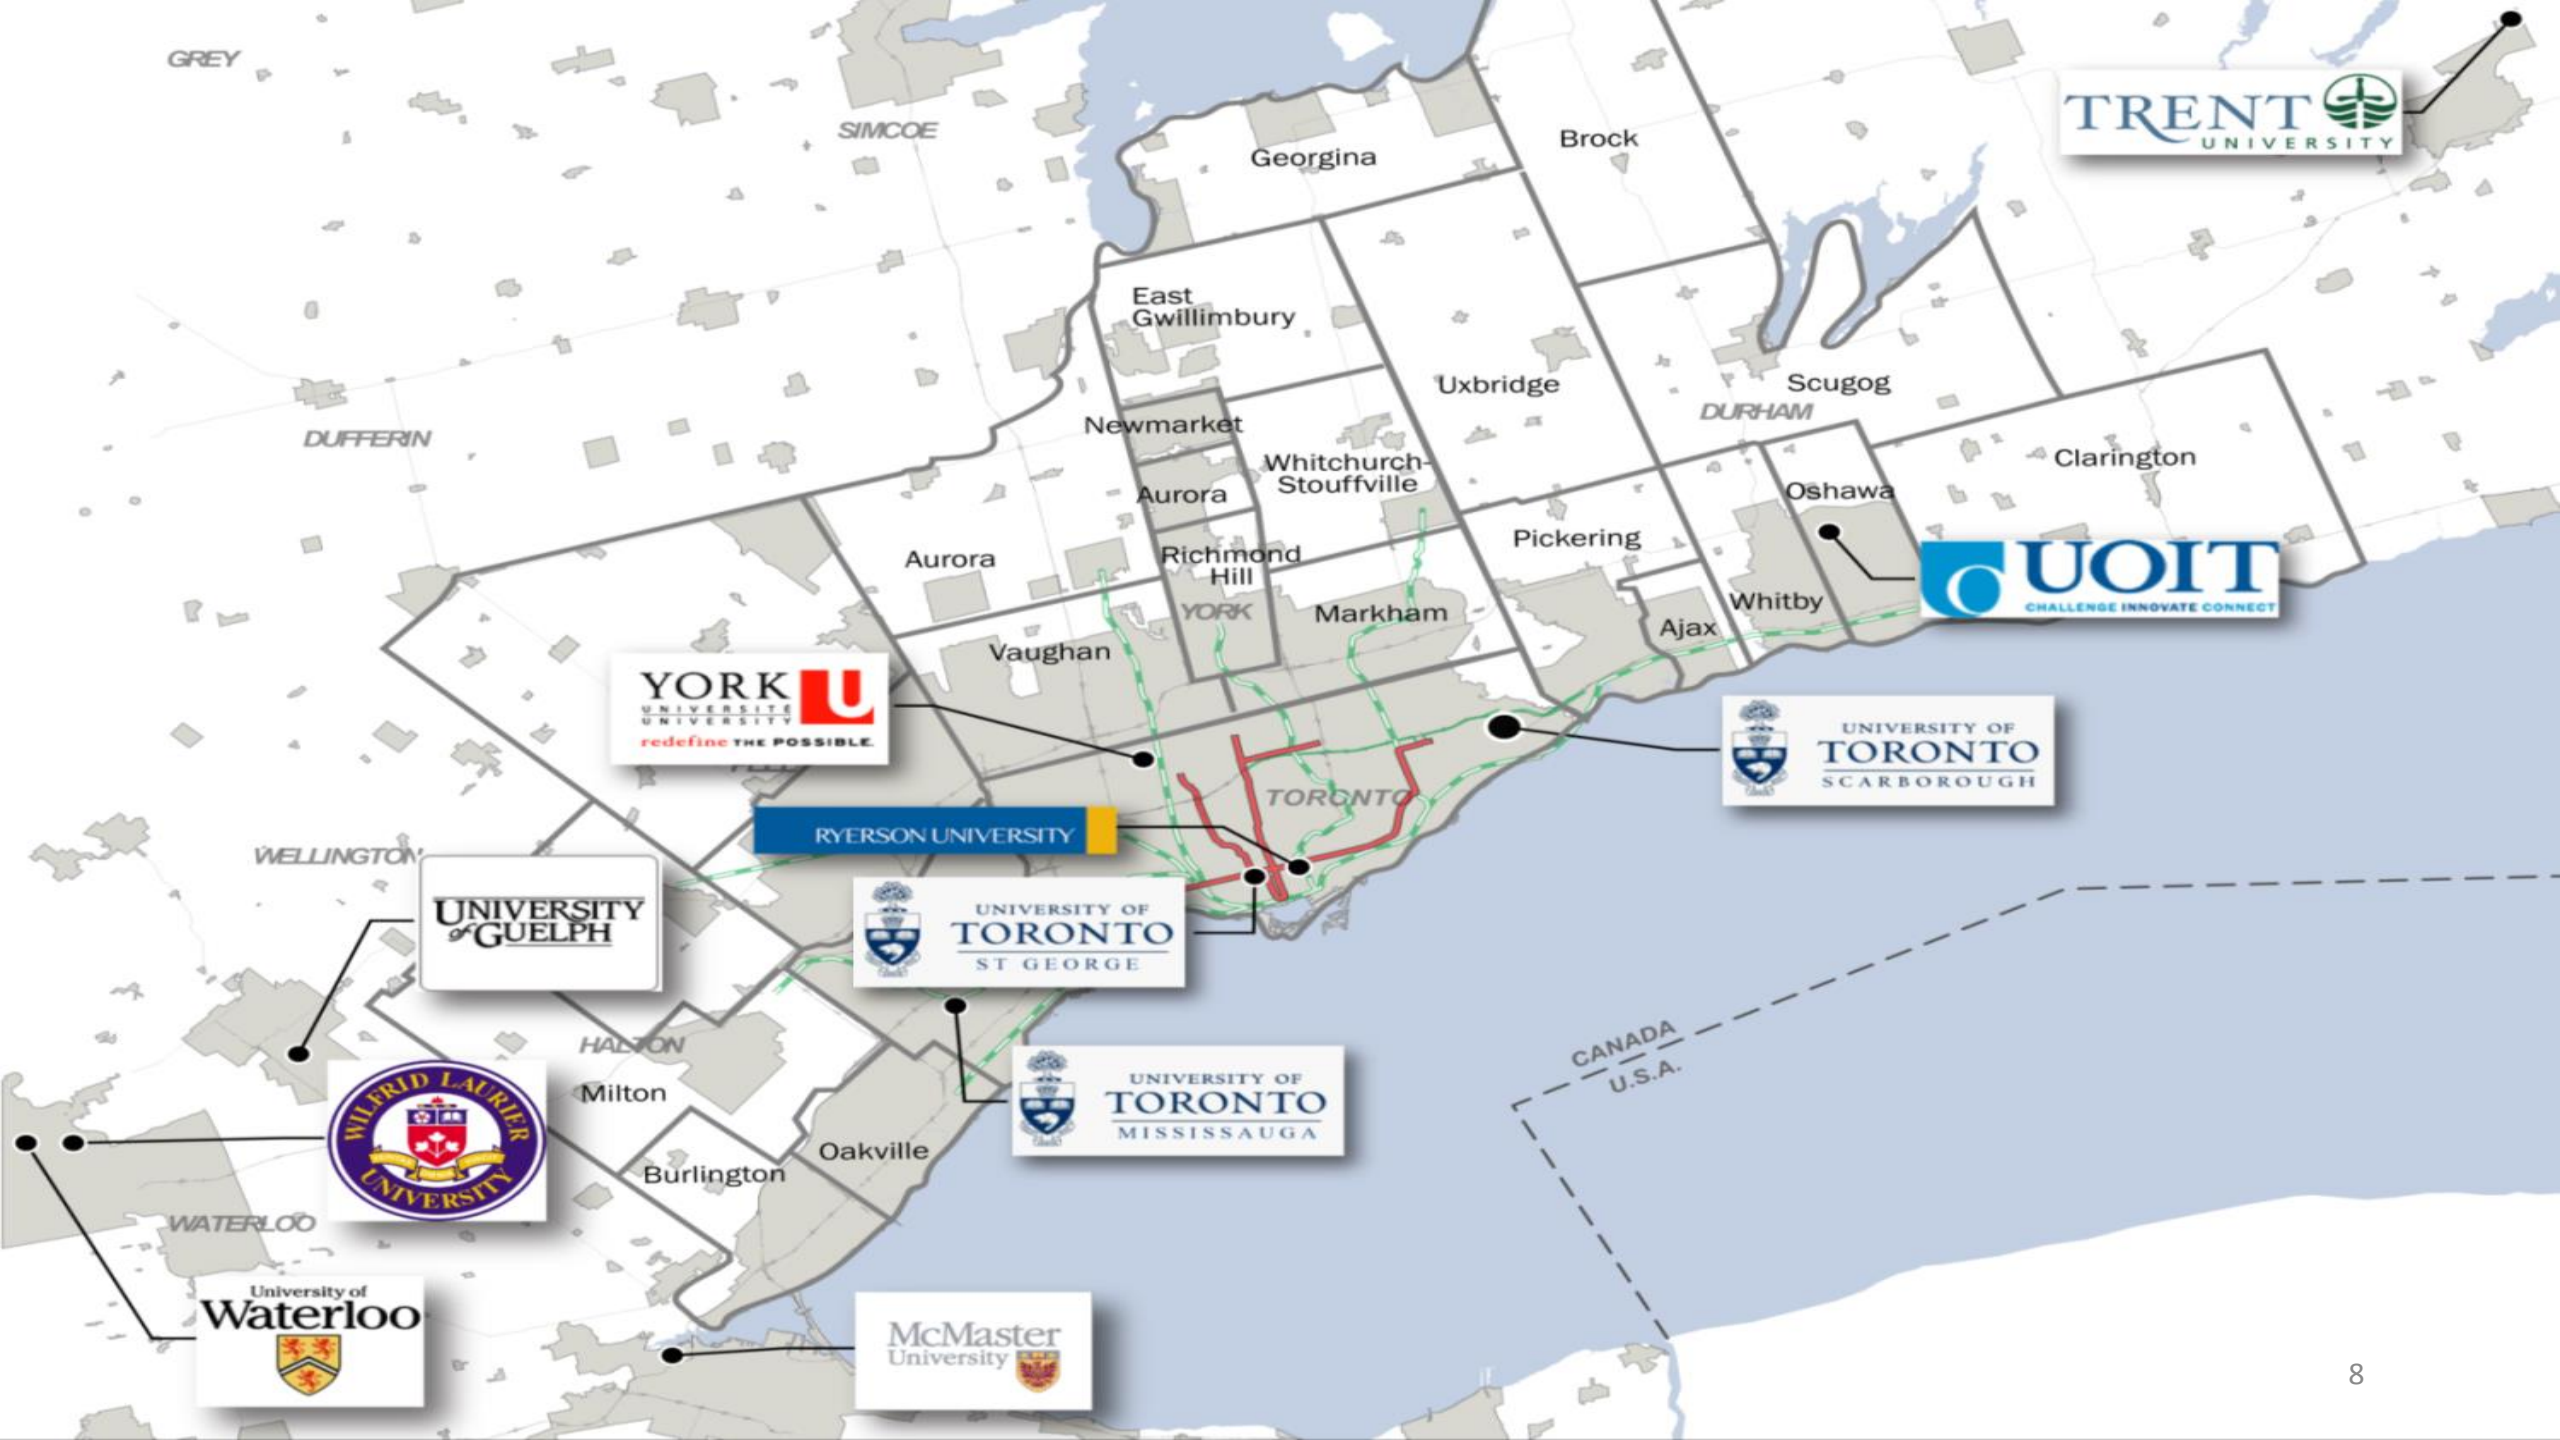 GREY
SIMCOE
Georgina
Brock
TRENT
UNIVERSITY
East
Gwillimbury
Uxbridge
Scugog
DURHAM
DUFFERIN
Newmarket
Whitchurch-
Stouffville
Aurora
Clarington
Oshawa
Pickering
Aurora
Richmond
Hill
YORK
Markham
Whitby
Ajax
UOIT
CHALLENGE INNOVATE CONNECT
Vaughan
YORK U
UNIVERSITÉ
UNIVERSITY
redefine THE POSSIBLE.
UNIVERSITY OF
TORONTO
SCARBOROUGH
TORONTO
RYERSON UNIVERSITY
WELLINGTON
UNIVERSITY
of GUELPH
UNIVERSITY OF
TORONTO
ST GEORGE
HALTON
Milton
CANADA
U.S.A.
UNIVERSITY OF
TORONTO
MISSISSAUGA
WILFRID LAURIER
UNIVERSITY
Oakville
Burlington
WATERLOO
University of
Waterloo
McMaster
University
8